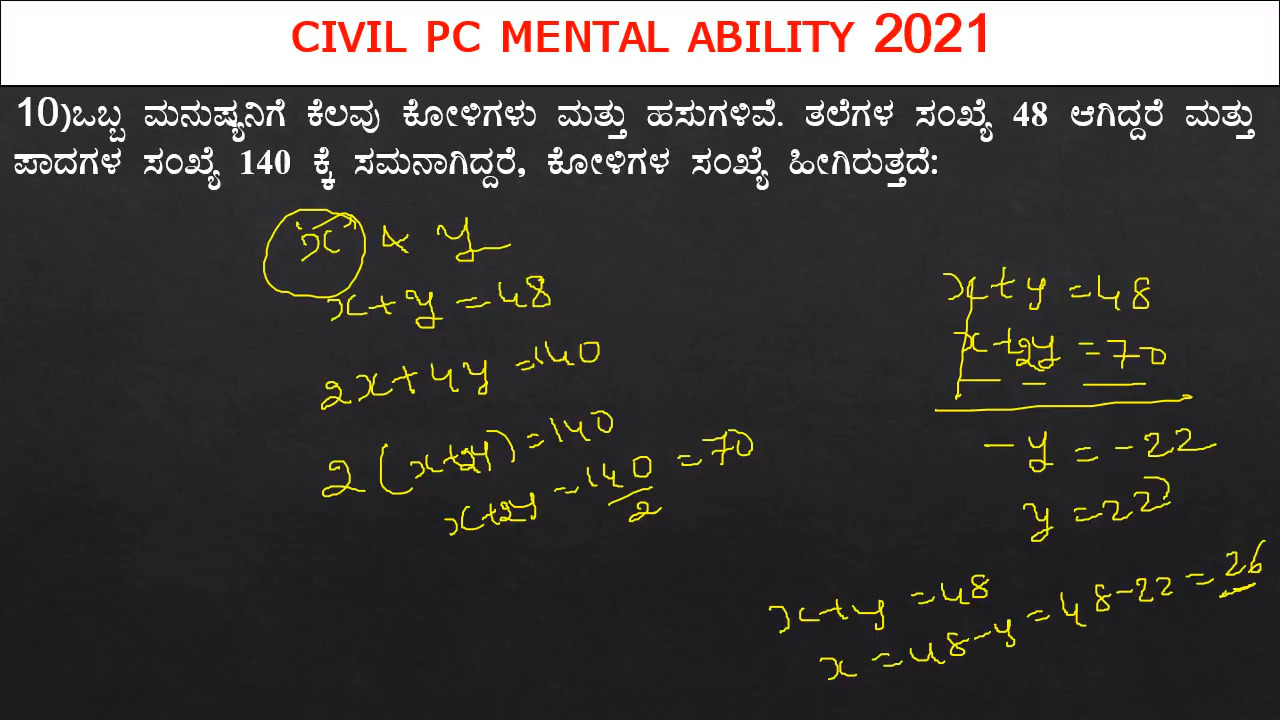 CIVIL PC MENTAL ABILITY 2021
10)ಒಬ್ಬ ಮನುಷ್ಯನಿಗೆ ಕೆಲವು ಕೋಳಿಗಳು ಮತ್ತು ಹಸುಗಳಿವೆ. ತಲೆಗಳ ಸಂಖ್ಯೆ 48 ಆಗಿದ್ದರೆ ಮತ್ತು
ಪಾದಗಳ ಸಂಖ್ಯೆ 140 ಕ್ಕೆ ಸಮನಾಗಿದ್ದರೆ, ಕೋಳಿಗಳ ಸಂಖ್ಯೆ ಹೀಗಿರುತ್ತದೆ:
x & y
x+y=48
2x+4y=140
2(x+2y)=140
x+2y=140/2=70
x+y=48
x+2y=70
-y=-22
y=22
x+y=48
x=48-y=48-22=26